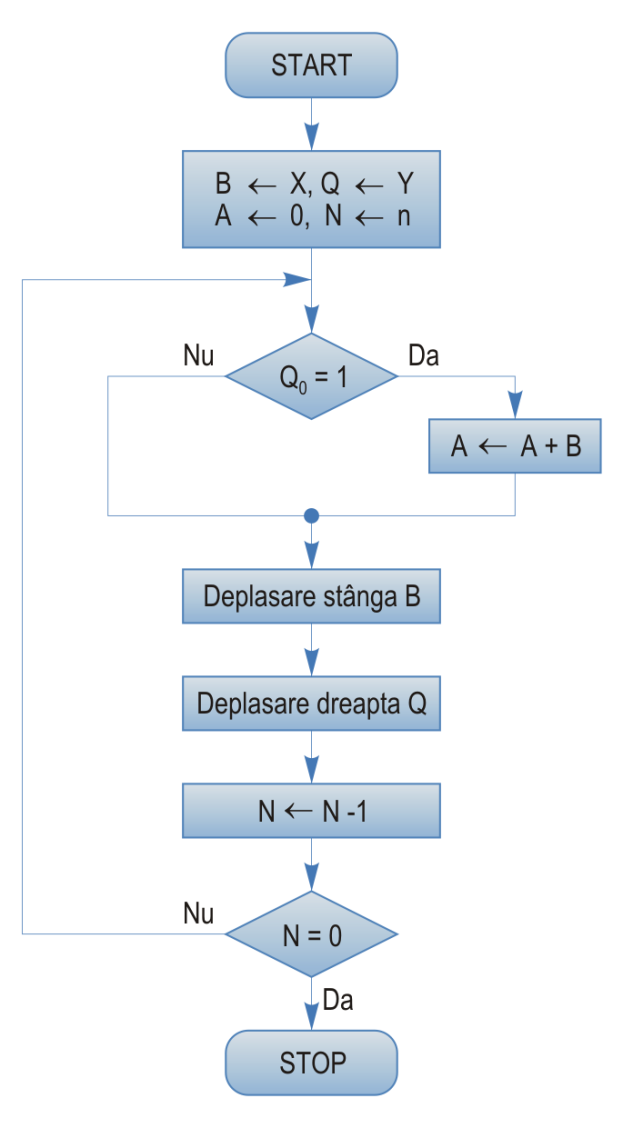 START
B ← X, Q ← Y
A ← 0, N ← n
Nu
Da
Q₀ = 1
A ← A + B
Deplasare stânga B
Deplasare dreapta Q
N ← N -1
Nu
N = 0
Da
STOP